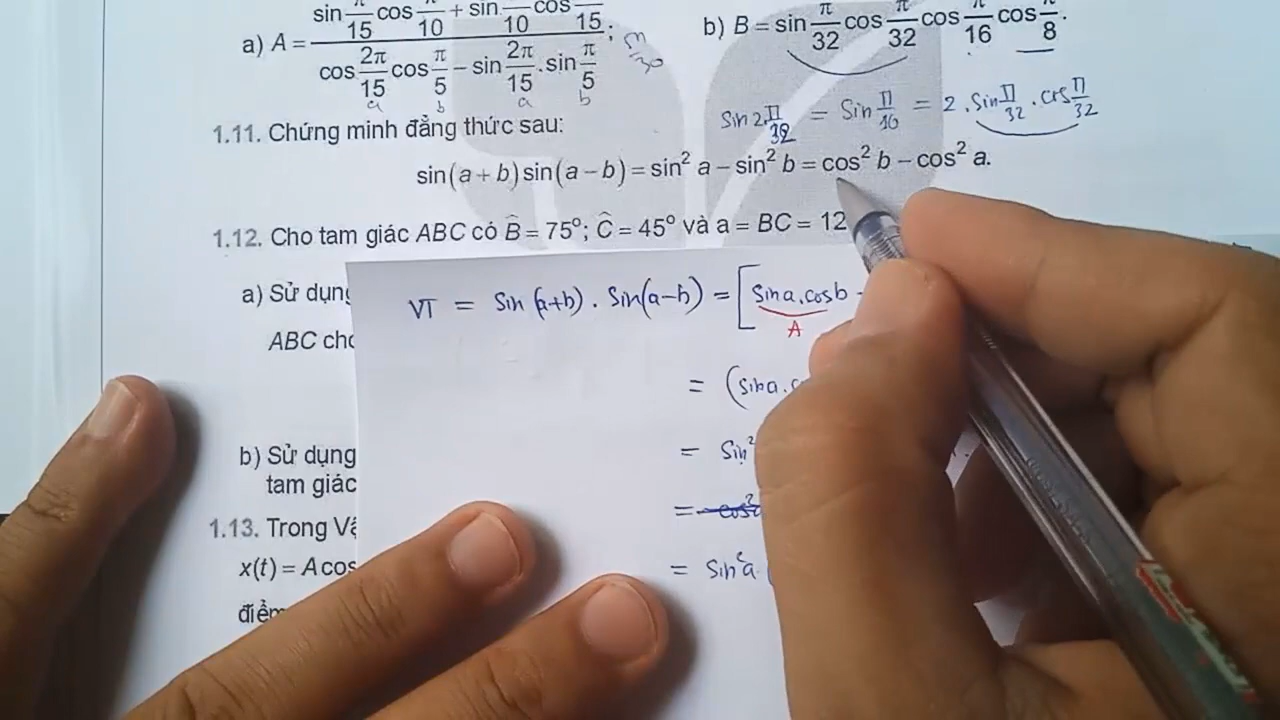 sin π/15 cos π/10 + sin π/10 cos π/15
a) A = ;
cos 2π/15 cos π/5 − sin 2π/15 . sin π/5
a b a b
b) B = sin π/32 cos π/32 cos π/16 cos π/8.
sin 2.π/32 = Sin π/16 = 2 . Sin π/32 . cos π/32
1.11. Chứng minh đẳng thức sau:
sin(a + b) sin(a − b) = sin² a − sin² b = cos² b − cos² a.
1.12. Cho tam giác ABC có B̂ = 75°; Ĉ = 45° và a = BC = 12
a) Sử dụng
ABC
VT = Sin (a+b) . Sin(a−b) = [Sina.cosb
A
= (Sina.
= Sin²
b) Sử dụng
tam giác
= cos²
1.13. Trong
x(t) = A cos
= Sin²a
điểm